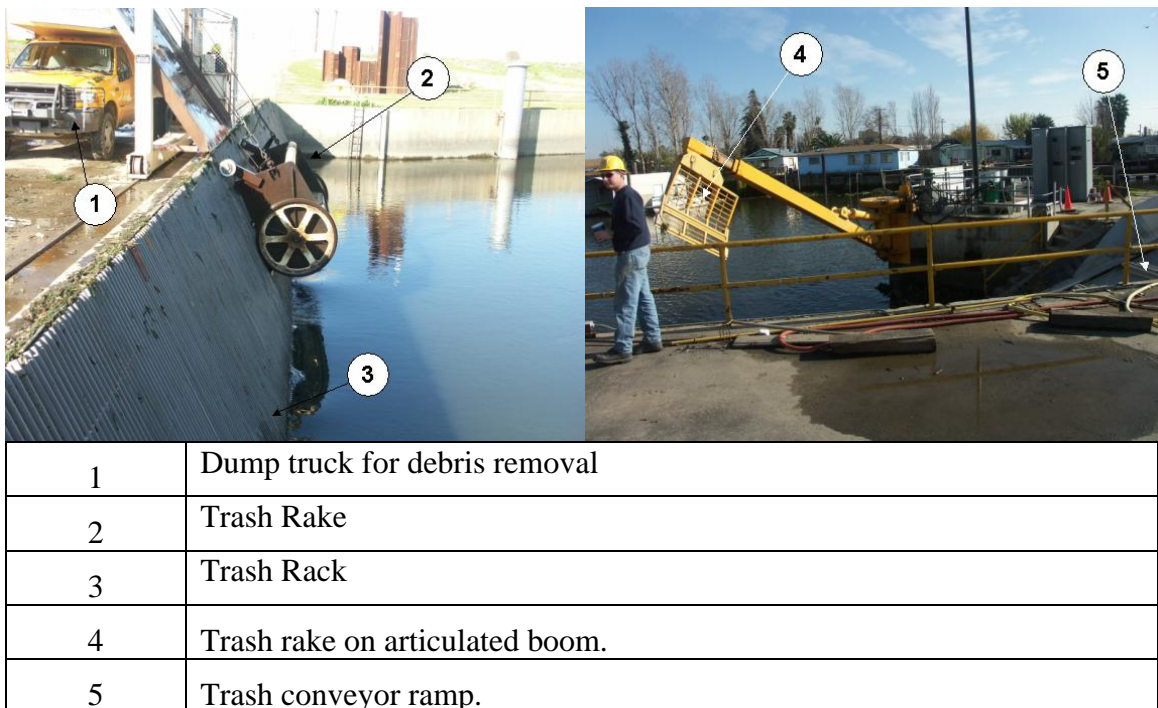 1
2
3
4
5
1 Dump truck for debris removal
2 Trash Rake
3 Trash Rack
4 Trash rake on articulated boom.
5 Trash conveyor ramp.